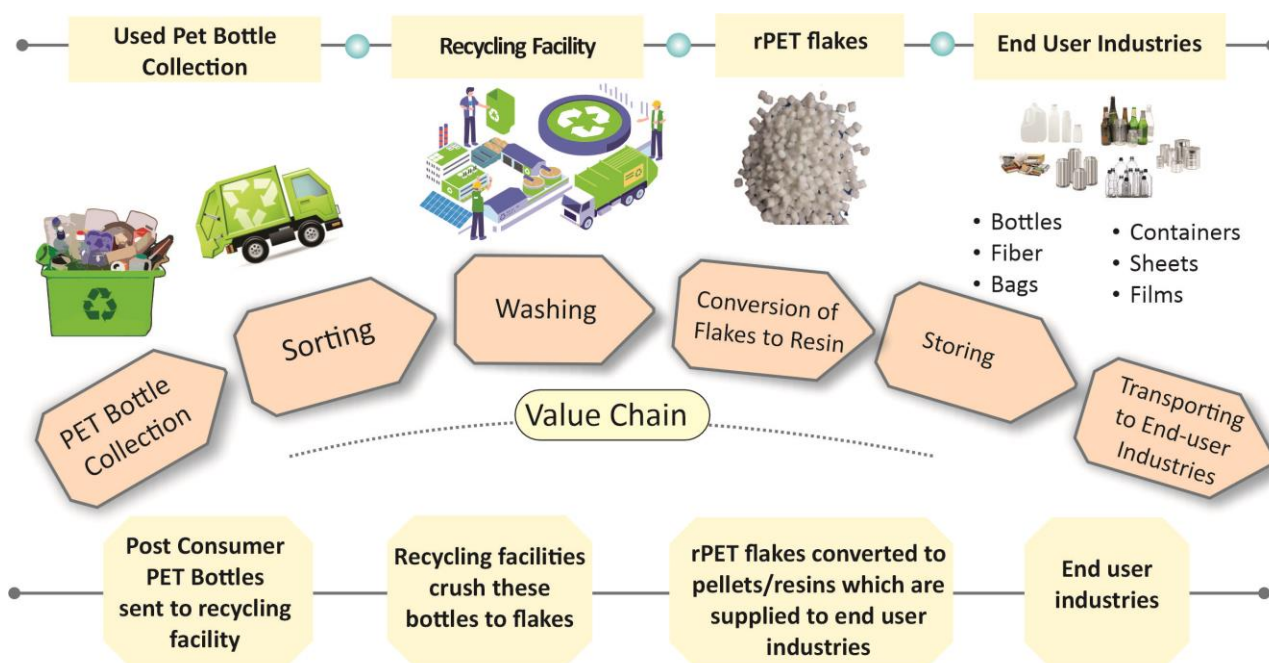 Used Pet Bottle
Collection
Recycling Facility
rPET flakes
End User Industries
• Bottles
• Fiber
• Bags
• Containers
• Sheets
• Films
PET Bottle
Collection
Sorting
Washing
Conversion of
Flakes to Resin
Storing
Transporting
to End-user
Industries
Value Chain
Post Consumer
PET Bottles
sent to recycling
facility
Recycling facilities
crush these
bottles to flakes
rPET flakes converted to
pellets/resins which are
supplied to end user
industries
End user
industries